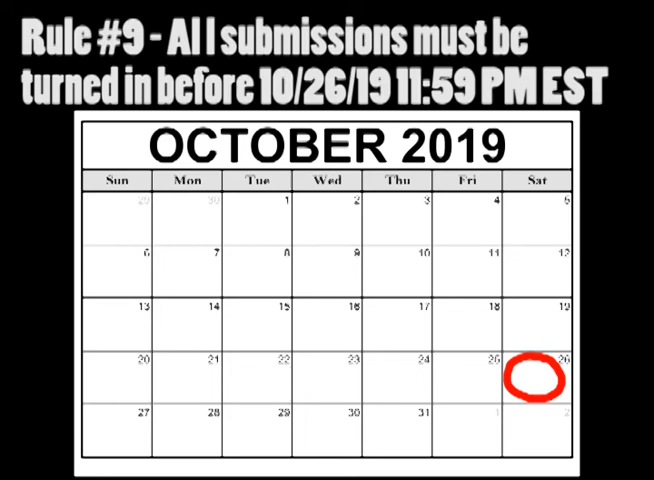 Rule #9 - All submissions must be
turned in before 10/26/19 11:59 PM EST
OCTOBER 2019
Sun Mon Tue Wed Thu Fri Sat
29 30 1 2 3 4 5
6 7 8 9 10 11 12
13 14 15 16 17 18 19
20 21 22 23 24 25 26
27 28 29 30 31 1 2